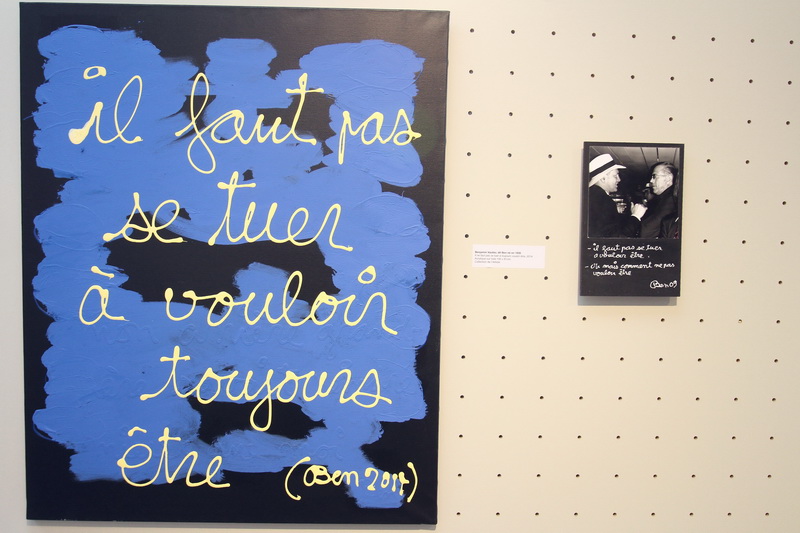 il faut pas
se tuer
à vouloir
toujours
être
(Ben 2014)
- il faut pas se tuer
a vouloir être.
- Oui mais comment ne pas
vouloir être
(Ben 09